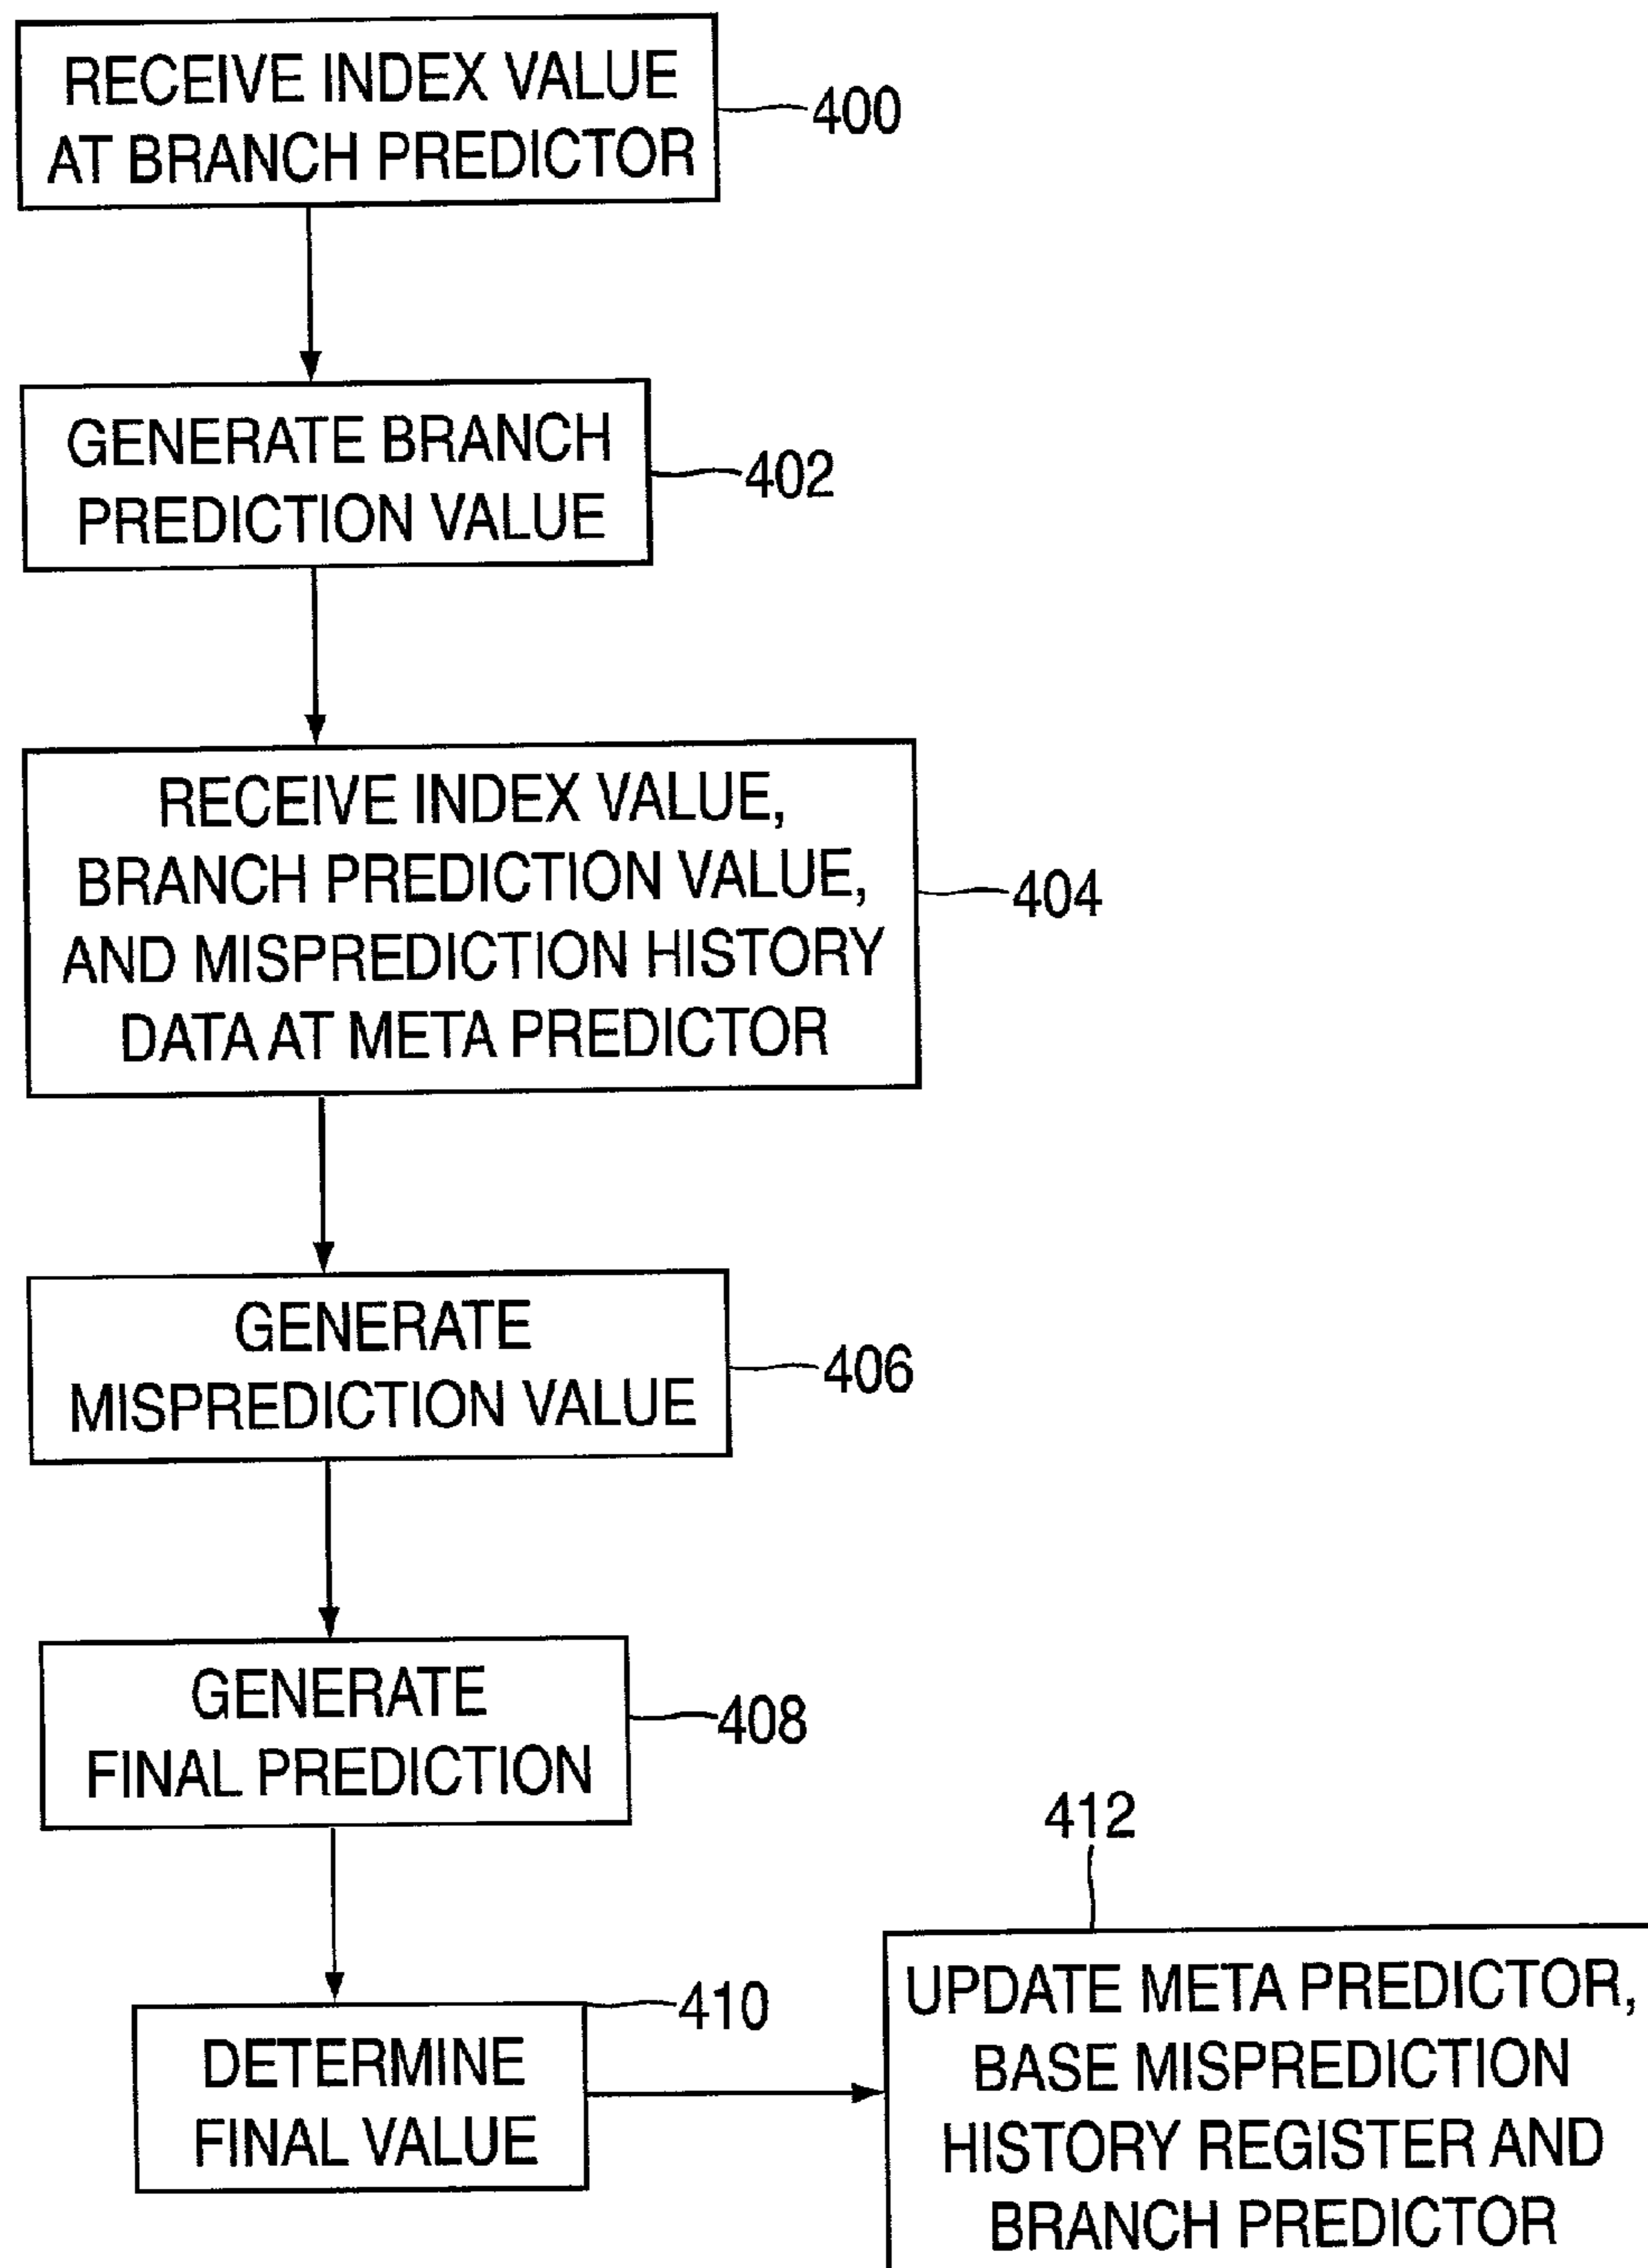 RECEIVE INDEX VALUE
AT BRANCH PREDICTOR
400
GENERATE BRANCH
PREDICTION VALUE
402
RECEIVE INDEX VALUE,
BRANCH PREDICTION VALUE,
AND MISPREDICTION HISTORY
DATA AT META PREDICTOR
404
GENERATE
MISPREDICTION VALUE
406
GENERATE
FINAL PREDICTION
408
DETERMINE
FINAL VALUE
410
412
UPDATE META PREDICTOR,
BASE MISPREDICTION
HISTORY REGISTER AND
BRANCH PREDICTOR